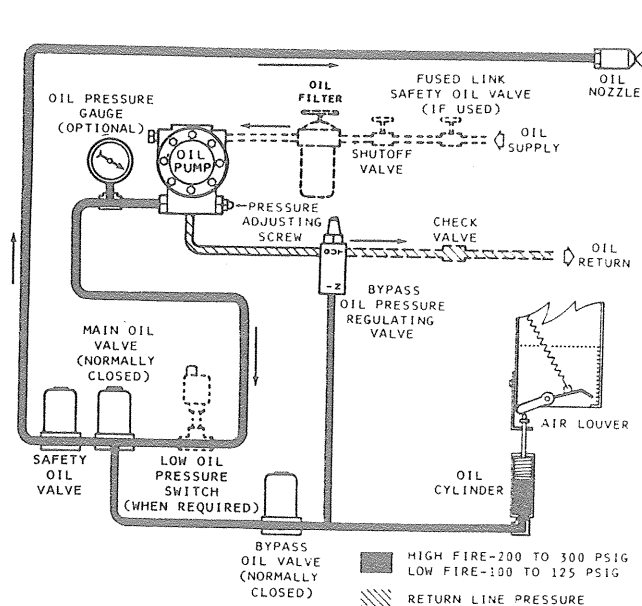 OIL PRESSURE
GAUGE
(OPTIONAL)
OIL
FILTER
FUSED LINK
SAFETY OIL VALVE
(IF USED)
OIL
NOZZLE
OIL
PUMP
SHUTOFF
VALVE
OIL
SUPPLY
PRESSURE
ADJUSTING
SCREW
CHECK
VALVE
OIL
RETURN
BYPASS
OIL PRESSURE
REGULATING
VALVE
MAIN OIL
VALVE
(NORMALLY
CLOSED)
AIR LOUVER
SAFETY
OIL
VALVE
LOW OIL
PRESSURE
SWITCH
(WHEN REQUIRED)
OIL
CYLINDER
BYPASS
OIL VALVE
(NORMALLY
CLOSED)
HIGH FIRE-200 TO 300 PSIG
LOW FIRE-100 TO 125 PSIG
RETURN LINE PRESSURE